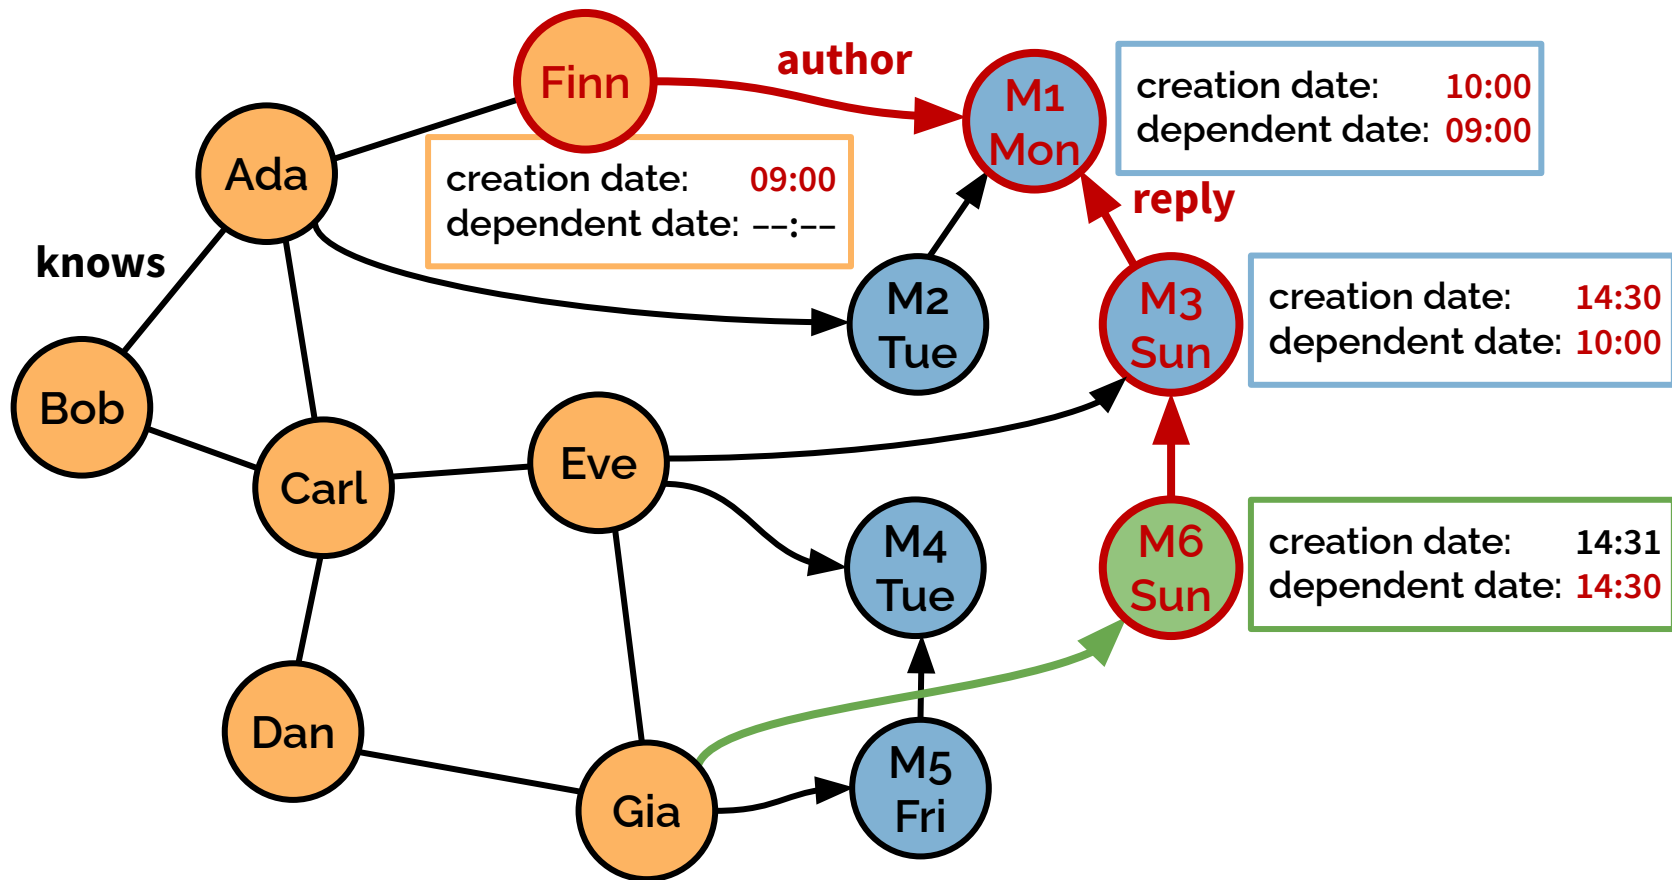 Finn
author
M1
Mon
creation date: 10:00
dependent date: 09:00
Ada
creation date: 09:00
dependent date: --:--
reply
knows
M2
Tue
M3
Sun
creation date: 14:30
dependent date: 10:00
Bob
Carl
Eve
M4
Tue
M6
Sun
creation date: 14:31
dependent date: 14:30
Dan
Gia
M5
Fri